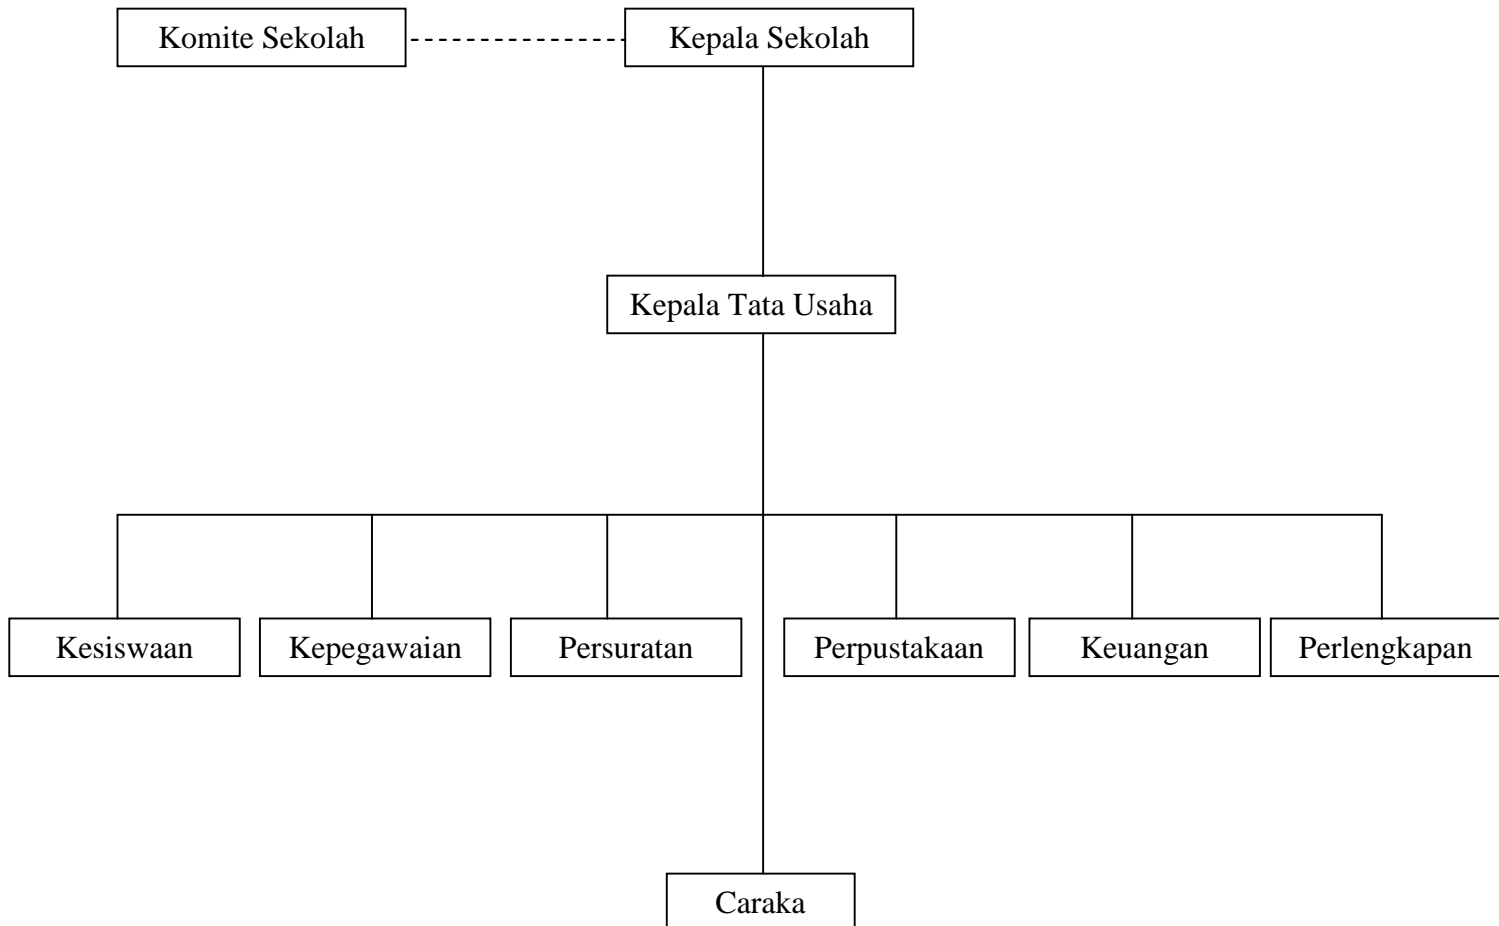 Komite Sekolah
Kepala Sekolah
Kepala Tata Usaha
Kesiswaan
Kepegawaian
Persuratan
Perpustakaan
Keuangan
Perlengkapan
Caraka